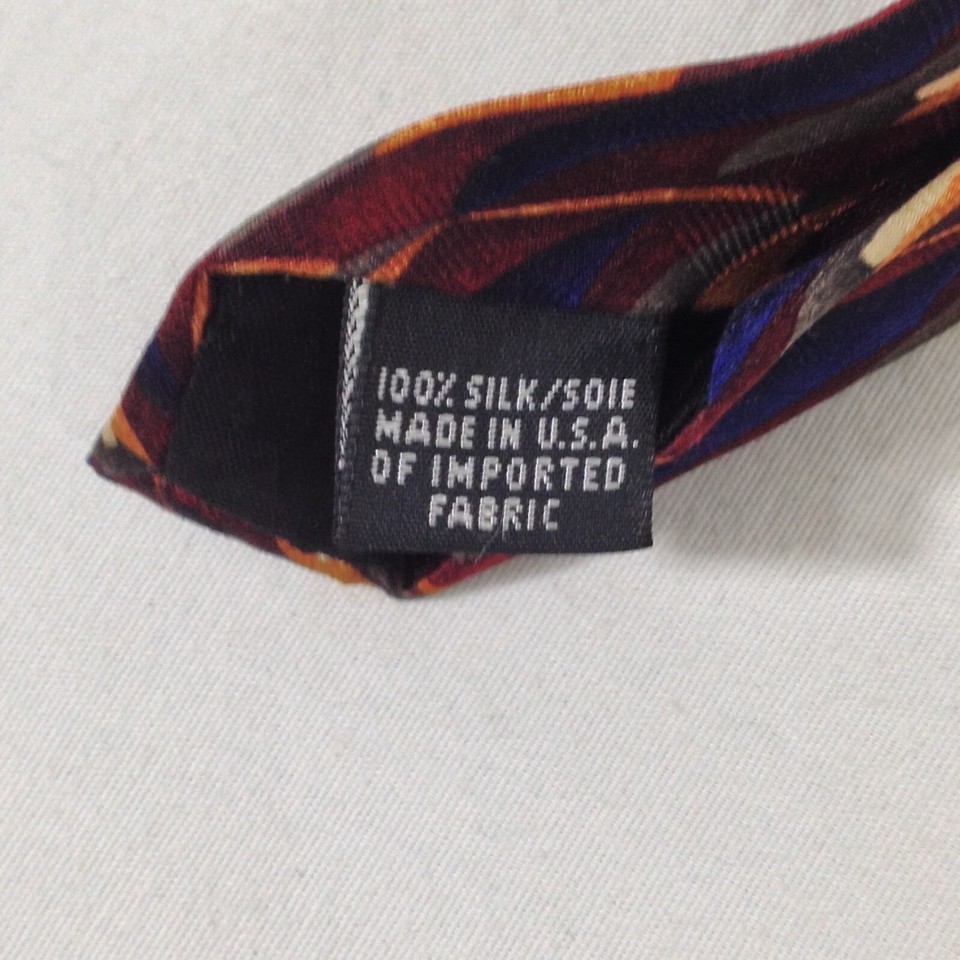 100% SILK/SOIE
MADE IN U.S.A.
OF IMPORTED
FABRIC